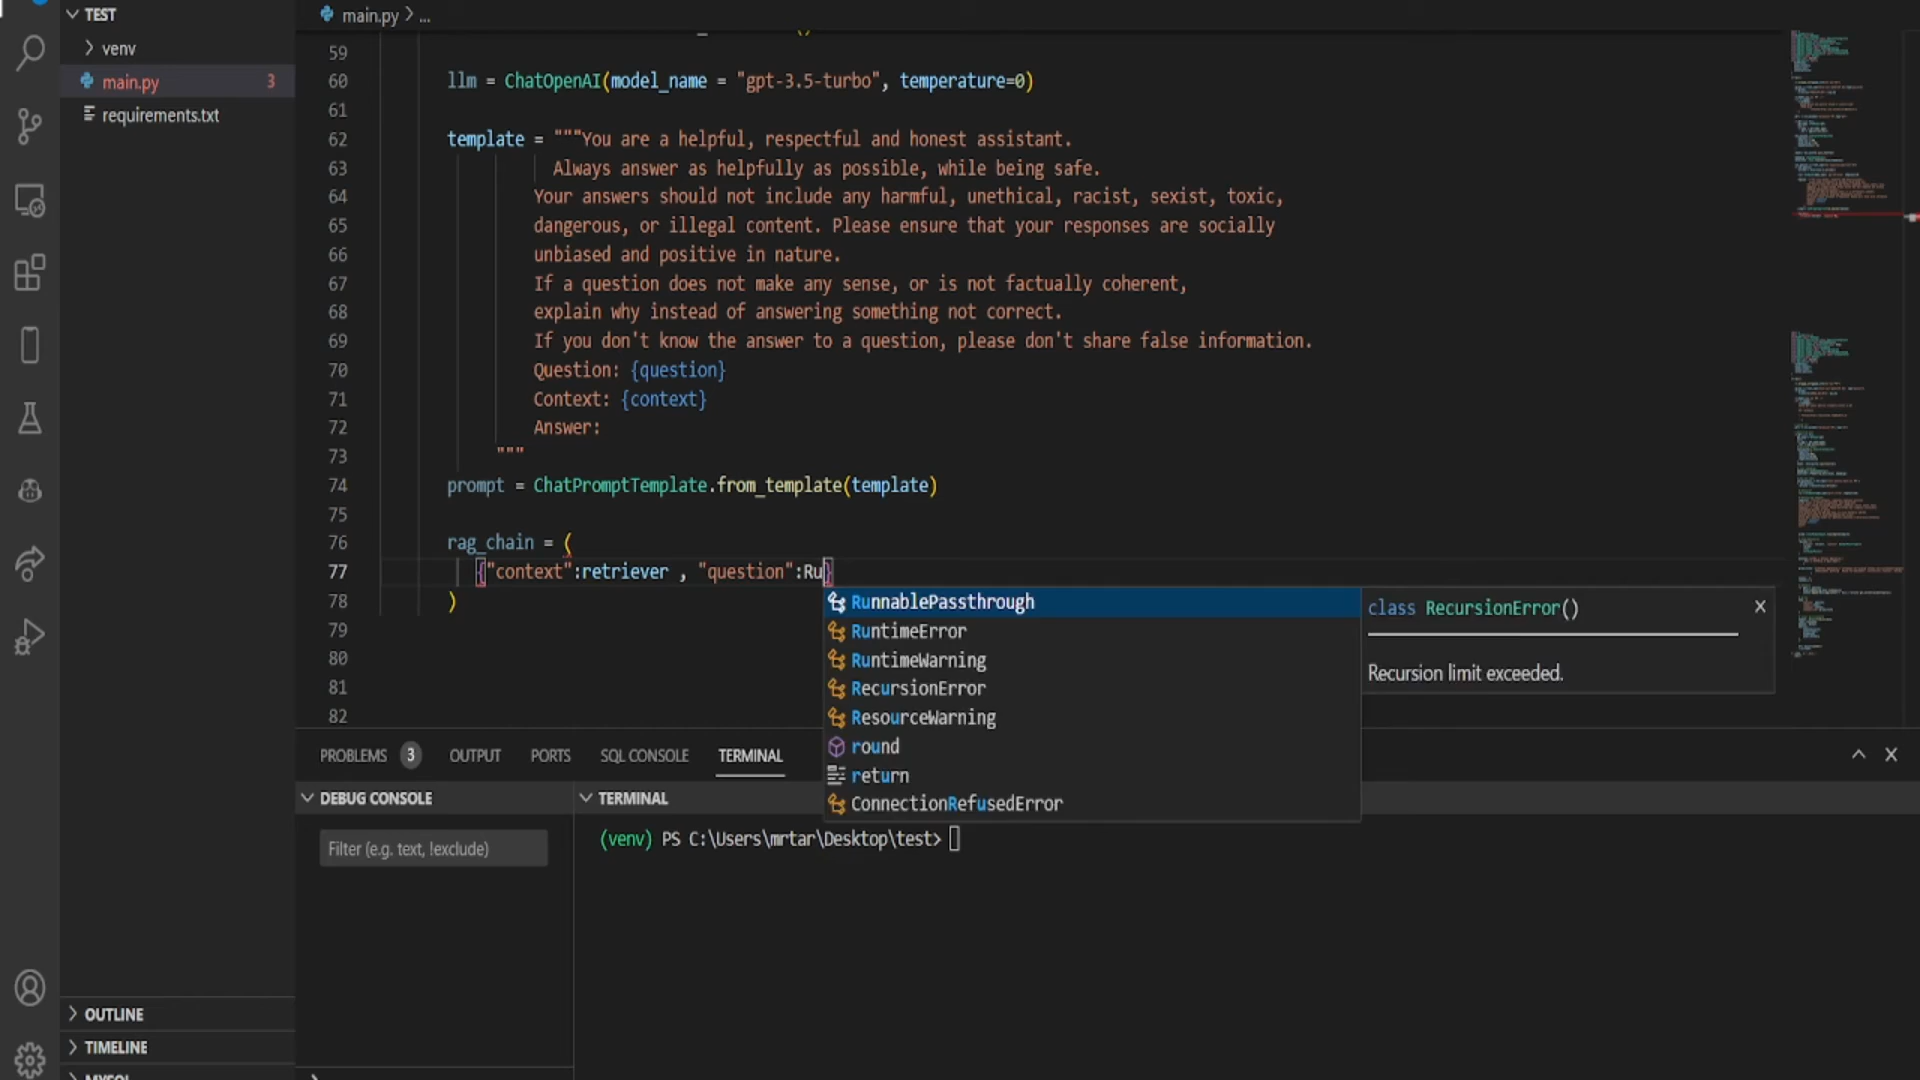 TEST
venv
main.py 3
requirements.txt
OUTLINE
TIMELINE
main.py > ...
59
60 llm = ChatOpenAI(model_name = "gpt-3.5-turbo", temperature=0)
61
62 template = """You are a helpful, respectful and honest assistant.
63 Always answer as helpfully as possible, while being safe.
64 Your answers should not include any harmful, unethical, racist, sexist, toxic,
65 dangerous, or illegal content. Please ensure that your responses are socially
66 unbiased and positive in nature.
67 If a question does not make any sense, or is not factually coherent,
68 explain why instead of answering something not correct.
69 If you don't know the answer to a question, please don't share false information.
70 Question: {question}
71 Context: {context}
72 Answer:
73 """
74 prompt = ChatPromptTemplate.from_template(template)
75
76 rag_chain = (
77 {"context":retriever , "question":Ru}
78 )
79
80
81
82
RunnablePassthrough
RuntimeError
RuntimeWarning
RecursionError
ResourceWarning
round
return
ConnectionRefusedError
class RecursionError()
Recursion limit exceeded.
PROBLEMS 3 OUTPUT PORTS SQL CONSOLE TERMINAL
DEBUG CONSOLE
Filter (e.g. text, !exclude)
TERMINAL
(venv) PS C:\Users\mrtar\Desktop\test>